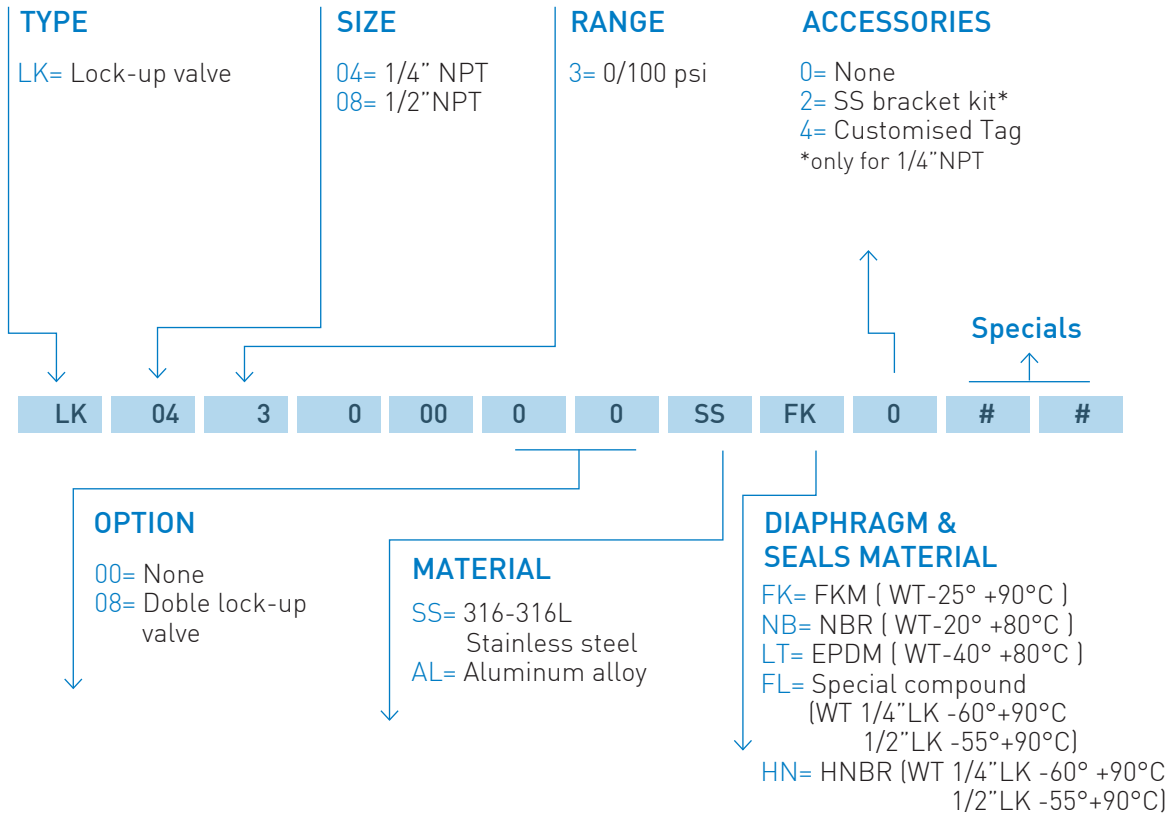 TYPE
LK= Lock-up valve
SIZE
04= 1/4” NPT
08= 1/2”NPT
RANGE
3= 0/100 psi
ACCESSORIES
0= None
2= SS bracket kit*
4= Customised Tag
*only for 1/4”NPT
Specials
LK 04 3 0 00 0 0 SS FK 0 # #
OPTION
00= None
08= Doble lock-up
valve
MATERIAL
SS= 316-316L
Stainless steel
AL= Aluminum alloy
DIAPHRAGM &
SEALS MATERIAL
FK= FKM ( WT-25° +90°C )
NB= NBR ( WT-20° +80°C )
LT= EPDM ( WT-40° +80°C )
FL= Special compound
(WT 1/4”LK -60°+90°C
1/2”LK -55°+90°C)
HN= HNBR (WT 1/4”LK -60° +90°C
1/2”LK -55°+90°C)